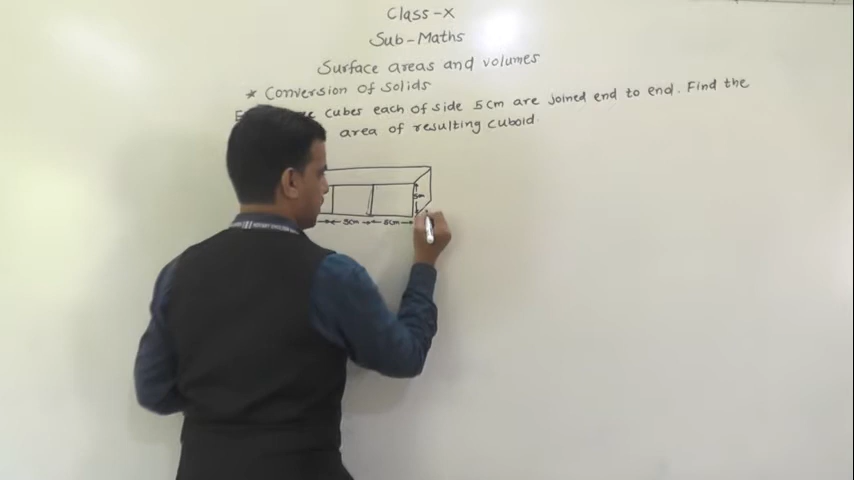 Class-X
Sub-Maths
Surface areas and volumes
* Conversion of Solids
cubes each of side 5cm are joined end to end. Find the
area of resulting cuboid.
5cm
5cm 5cm